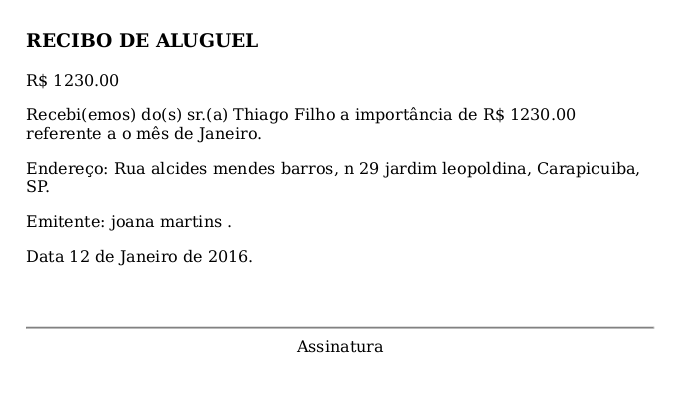 RECIBO DE ALUGUEL
R$ 1230.00
Recebi(emos) do(s) sr.(a) Thiago Filho a importância de R$ 1230.00
referente a o mês de Janeiro.
Endereço: Rua alcides mendes barros, n 29 jardim leopoldina, Carapicuiba,
SP.
Emitente: joana martins .
Data 12 de Janeiro de 2016.
Assinatura